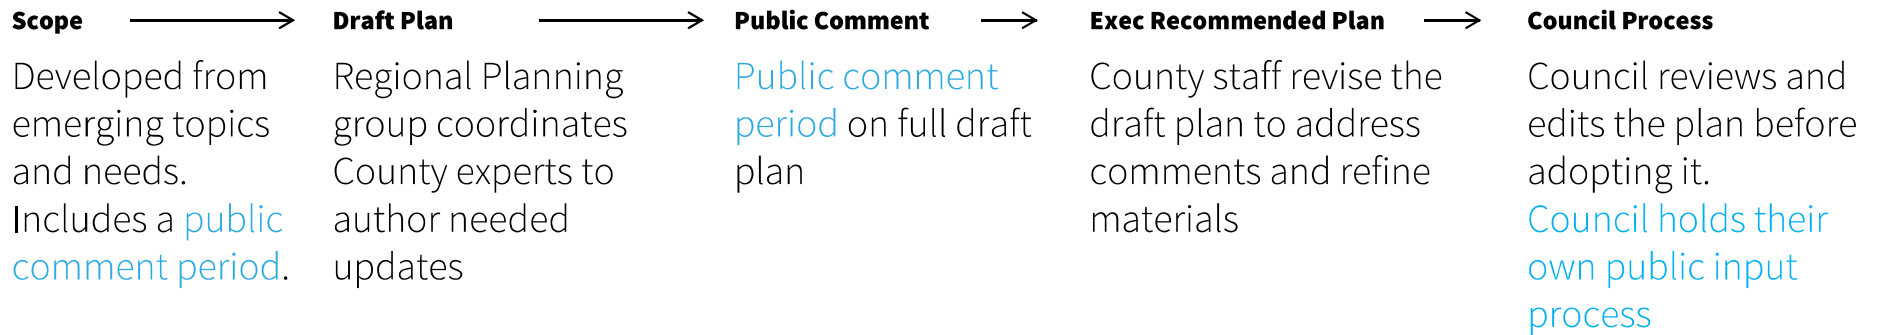 Scope
Developed from
emerging topics
and needs.
Includes a public
comment period.
Draft Plan
Regional Planning
group coordinates
County experts to
author needed
updates
Public Comment
Public comment
period on full draft
plan
Exec Recommended Plan
County staff revise the
draft plan to address
comments and refine
materials
Council Process
Council reviews and
edits the plan before
adopting it.
Council holds their
own public input
process